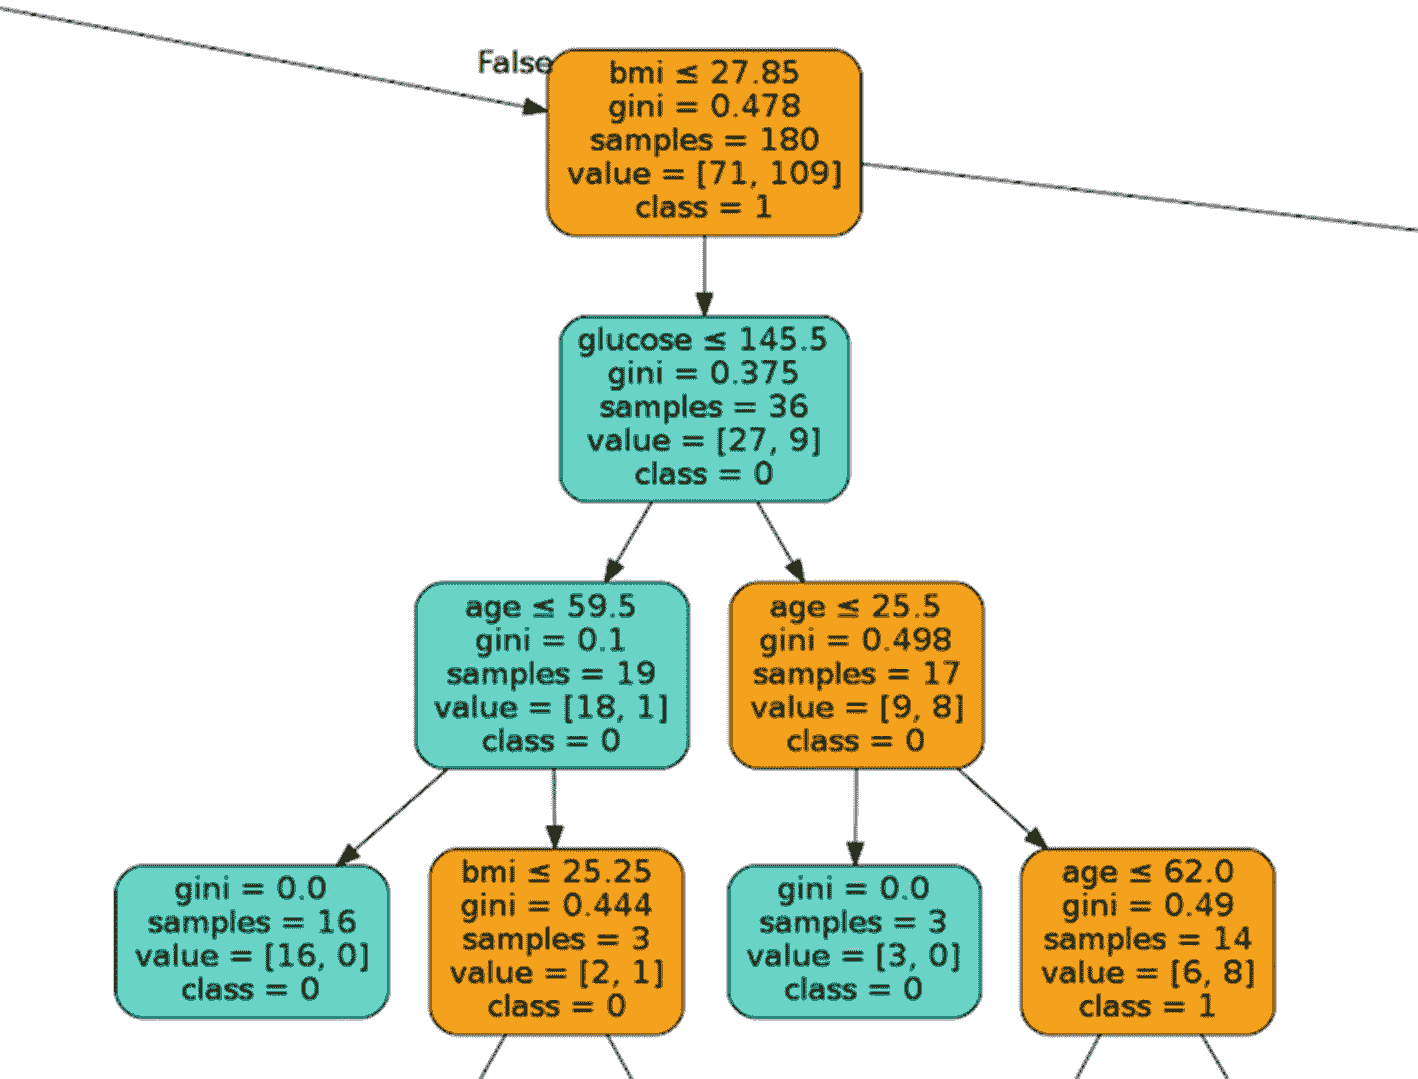 False
bmi ≤ 27.85
gini = 0.478
samples = 180
value = [71, 109]
class = 1
glucose ≤ 145.5
gini = 0.375
samples = 36
value = [27, 9]
class = 0
age ≤ 59.5
gini = 0.1
samples = 19
value = [18, 1]
class = 0
age ≤ 25.5
gini = 0.498
samples = 17
value = [9, 8]
class = 0
gini = 0.0
samples = 16
value = [16, 0]
class = 0
bmi ≤ 25.25
gini = 0.444
samples = 3
value = [2, 1]
class = 0
gini = 0.0
samples = 3
value = [3, 0]
class = 0
age ≤ 62.0
gini = 0.49
samples = 14
value = [6, 8]
class = 1